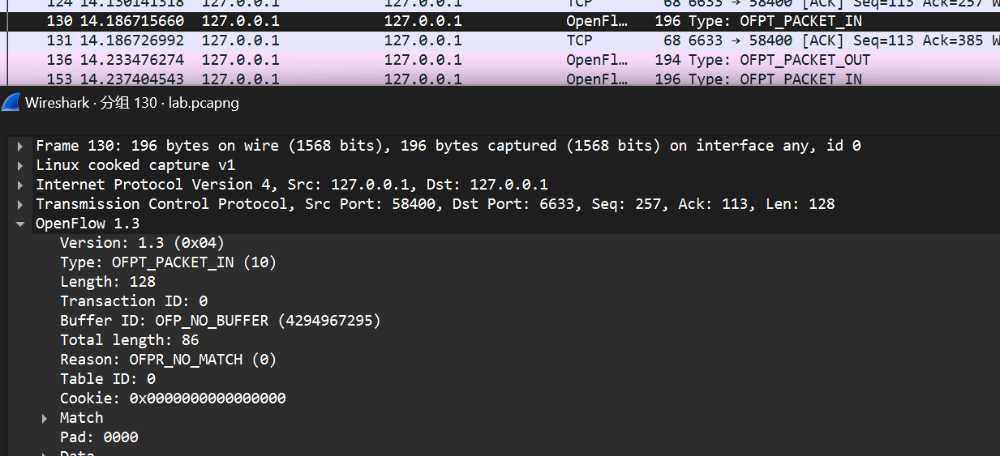 124 14.130141318 127.0.0.1 127.0.0.1 TCP 68 6633 → 58400 [ACK] Seq=113 Ack=257 W
130 14.186715660 127.0.0.1 127.0.0.1 OpenFl… 196 Type: OFPT_PACKET_IN
131 14.186726992 127.0.0.1 127.0.0.1 TCP 68 6633 → 58400 [ACK] Seq=113 Ack=385 W
136 14.233476274 127.0.0.1 127.0.0.1 OpenFl… 194 Type: OFPT_PACKET_OUT
153 14.237404543 127.0.0.1 127.0.0.1 OpenFl… 196 Type: OFPT_PACKET_IN
Wireshark · 分组 130 · lab.pcapng
Frame 130: 196 bytes on wire (1568 bits), 196 bytes captured (1568 bits) on interface any, id 0
Linux cooked capture v1
Internet Protocol Version 4, Src: 127.0.0.1, Dst: 127.0.0.1
Transmission Control Protocol, Src Port: 58400, Dst Port: 6633, Seq: 257, Ack: 113, Len: 128
OpenFlow 1.3
Version: 1.3 (0x04)
Type: OFPT_PACKET_IN (10)
Length: 128
Transaction ID: 0
Buffer ID: OFP_NO_BUFFER (4294967295)
Total length: 86
Reason: OFPR_NO_MATCH (0)
Table ID: 0
Cookie: 0x0000000000000000
Match
Pad: 0000
Data